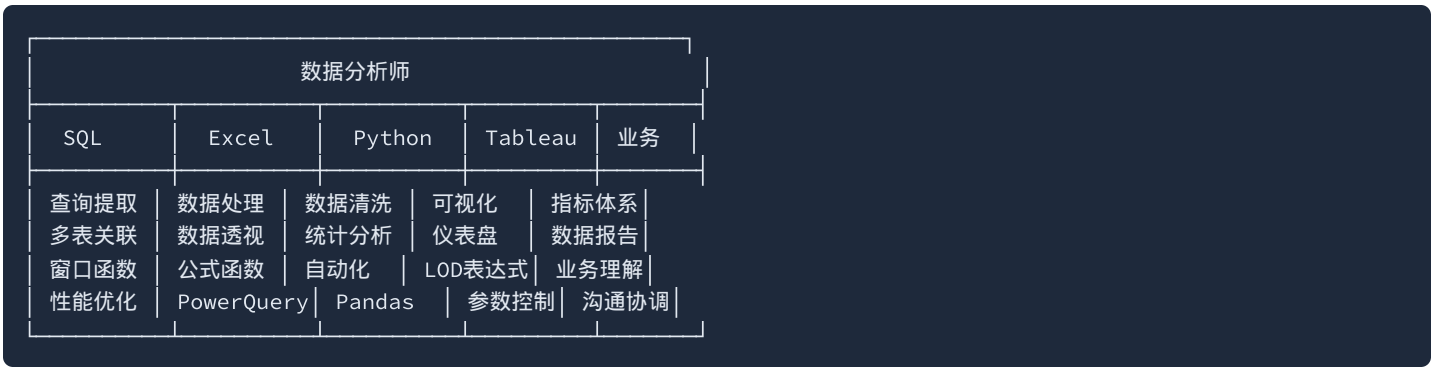 数据分析师
SQL Excel Python Tableau 业务
查询提取 数据处理 数据清洗 可视化 指标体系
多表关联 数据透视 统计分析 仪表盘 数据报告
窗口函数 公式函数 自动化 LOD表达式 业务理解
性能优化 PowerQuery Pandas 参数控制 沟通协调